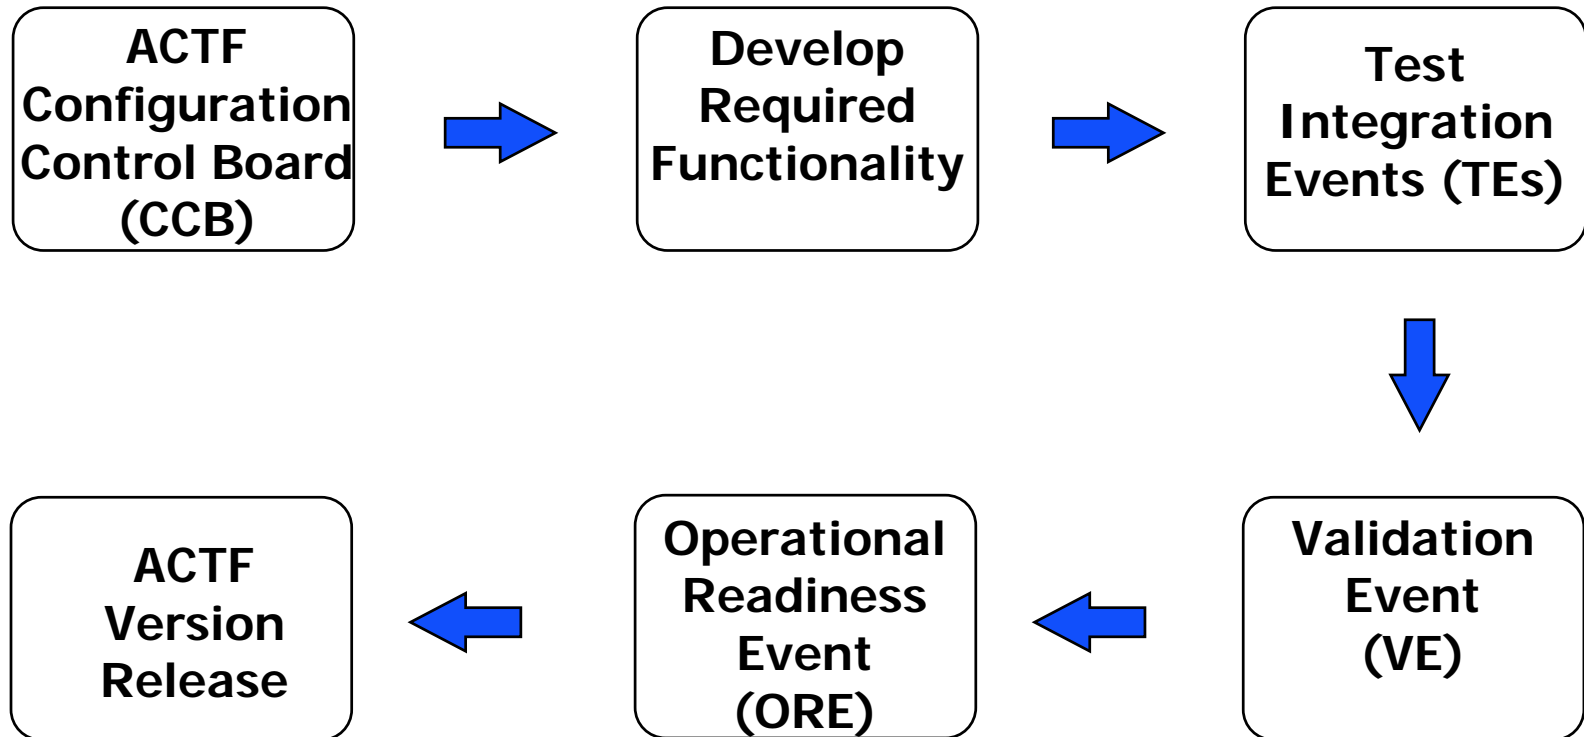 ACTF
Configuration
Control Board
(CCB)
Develop
Required
Functionality
Test
Integration
Events (TEs)
Validation
Event
(VE)
Operational
Readiness
Event
(ORE)
ACTF
Version
Release